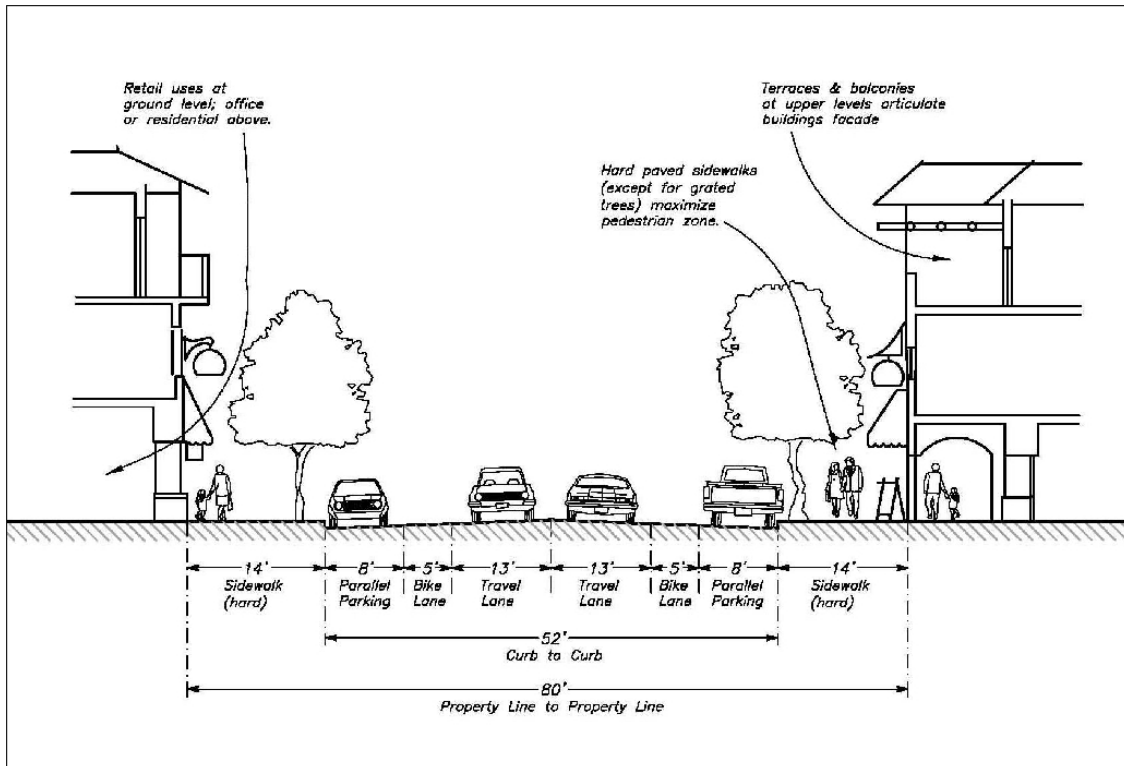 Retail uses at
ground level; office
or residential above.
Terraces & balconies
at upper levels articulate
buildings facade
Hard paved sidewalks
(except for grated
trees) maximize
pedestrian zone.
14' 8' 5' 13' 13' 5' 8' 14'
Sidewalk Parallel Bike Travel Travel Bike Parallel Sidewalk
(hard) Parking Lane Lane Lane Lane Parking (hard)
52'
Curb to Curb
80'
Property Line to Property Line